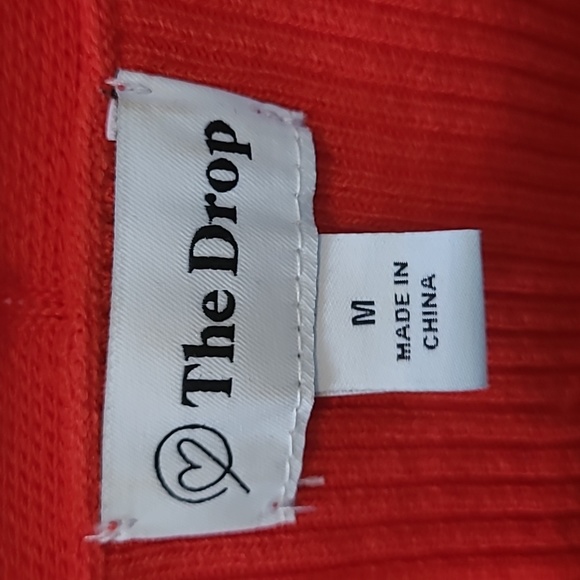 The Drop
M
MADE IN
CHINA